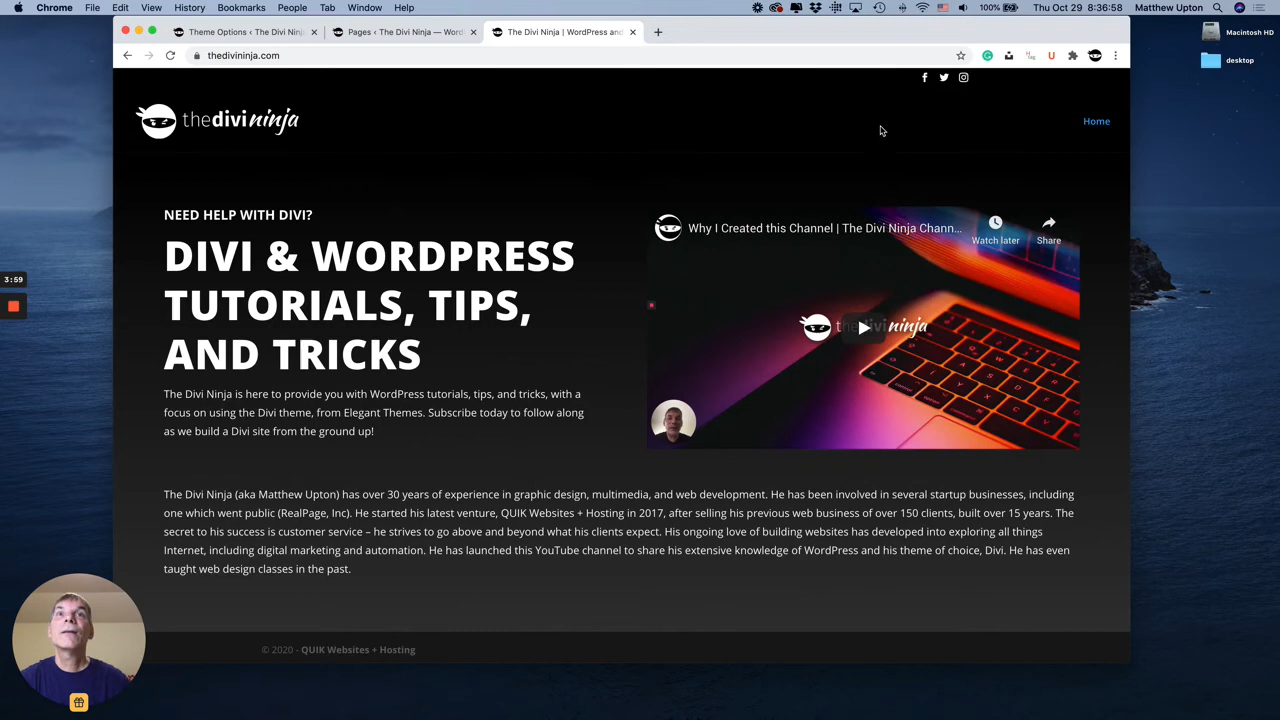 Chrome File Edit View History Bookmarks People Tab Window Help
100% Thu Oct 29 8:36:58 Matthew Upton
Macintosh HD
desktop
Theme Options ‹ The Divi Ninja
Pages ‹ The Divi Ninja — Word
The Divi Ninja | WordPress and
thedivininja.com
thedivininja
Home
NEED HELP WITH DIVI?
DIVI & WORDPRESS
TUTORIALS, TIPS,
AND TRICKS
The Divi Ninja is here to provide you with WordPress tutorials, tips, and tricks, with a
focus on using the Divi theme, from Elegant Themes. Subscribe today to follow along
as we build a Divi site from the ground up!
Why I Created this Channel | The Divi Ninja Chann...
Watch later
Share
3:59
The Divi Ninja (aka Matthew Upton) has over 30 years of experience in graphic design, multimedia, and web development. He has been involved in several startup businesses, including
one which went public (RealPage, Inc). He started his latest venture, QUIK Websites + Hosting in 2017, after selling his previous web business of over 150 clients, built over 15 years. The
secret to his success is customer service – he strives to go above and beyond what his clients expect. His ongoing love of building websites has developed into exploring all things
Internet, including digital marketing and automation. He has launched this YouTube channel to share his extensive knowledge of WordPress and his theme of choice, Divi. He has even
taught web design classes in the past.
© 2020 - QUIK Websites + Hosting